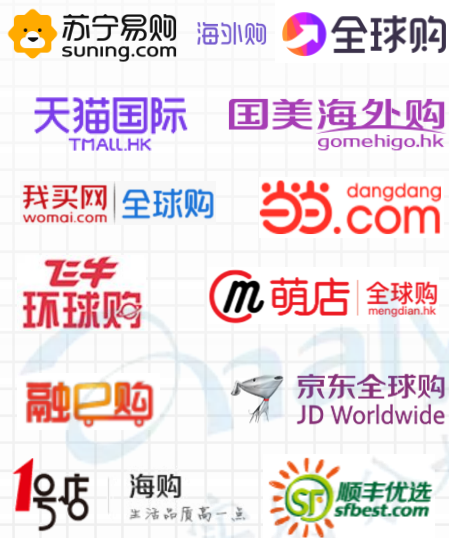 苏宁易购 海外购 全球购
suning.com
天猫国际 国美海外购
TMALL.HK gomehigo.hk
我买网 全球购 dangdang
womai.com 当当.com
飞牛
环球购
m 萌店 全球购
mengdian.hk
融巴购
京东全球购
JD Worldwide
1号店 海购
生活品质高一点
SF 顺丰优选
sfbest.com